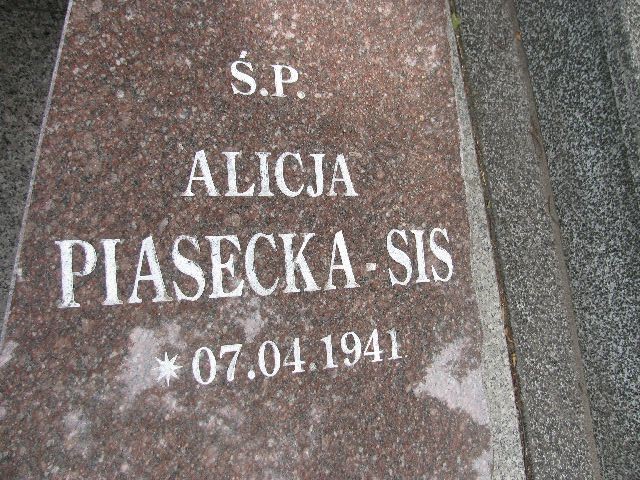 Ś.P.
ALICJA
PIASECKA-SIS
*07.04.1941